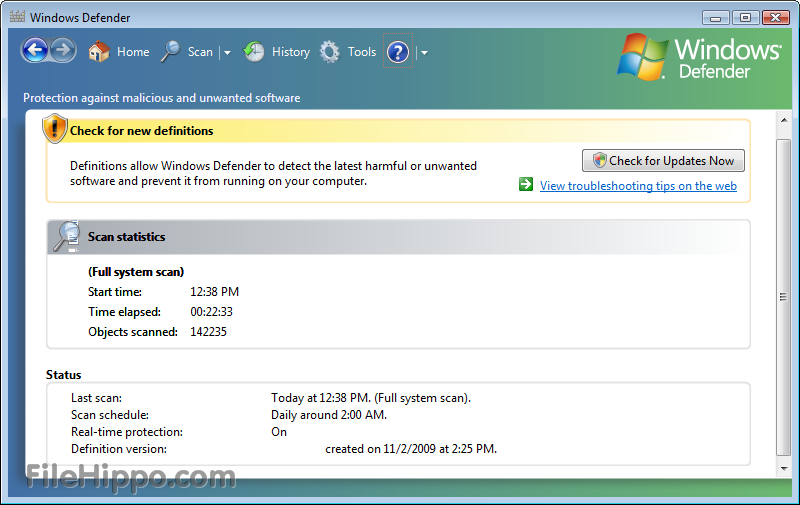 Windows Defender
Home Scan History Tools ?
Windows
Defender
Protection against malicious and unwanted software
Check for new definitions
Definitions allow Windows Defender to detect the latest harmful or unwanted
software and prevent it from running on your computer.
Check for Updates Now
View troubleshooting tips on the web
Scan statistics
(Full system scan)
Start time: 12:38 PM
Time elapsed: 00:22:33
Objects scanned: 142235
Status
Last scan: Today at 12:38 PM. (Full system scan).
Scan schedule: Daily around 2:00 AM.
Real-time protection: On
Definition version: created on 11/2/2009 at 2:25 PM.
FileHippo.com